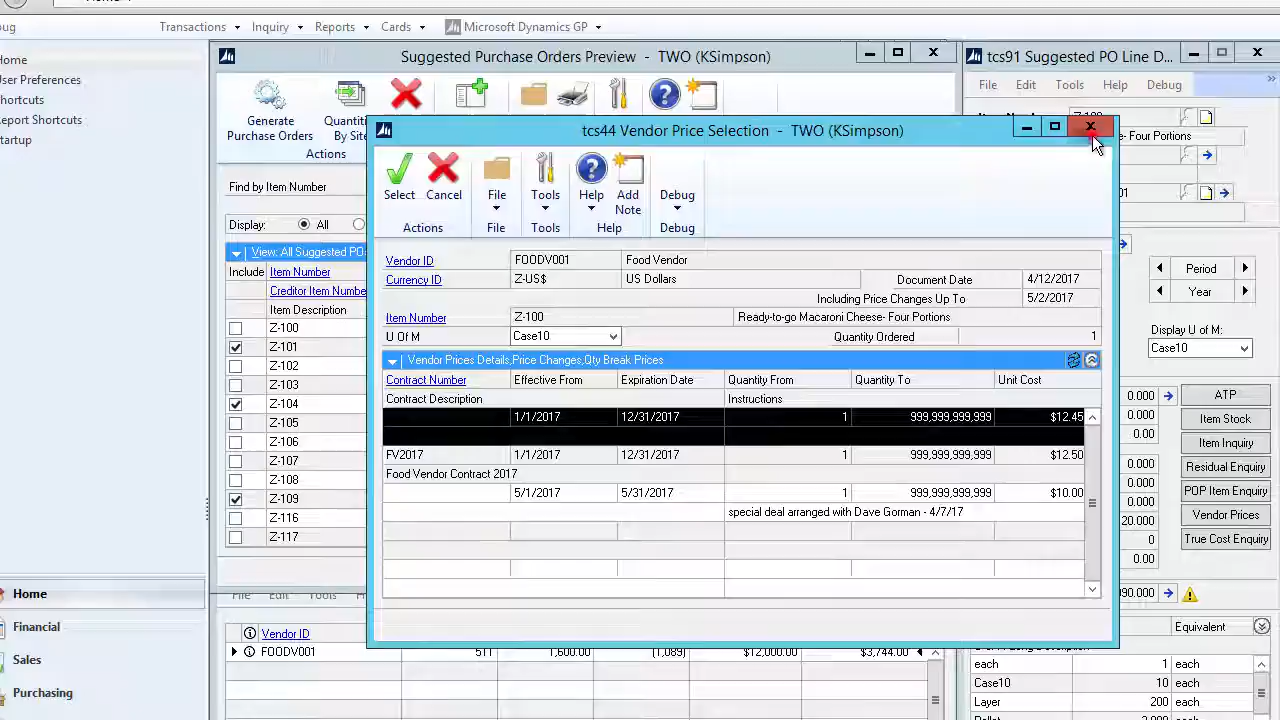 Transactions Inquiry Reports Cards Microsoft Dynamics GP
Home
User Preferences
Shortcuts
Report Shortcuts
Startup
Home
Financial
Sales
Purchasing
Suggested Purchase Orders Preview - TWO (KSimpson)
Generate
Purchase Orders
Actions
Find by Item Number
Display: All
View: All Suggested PO
Include Item Number
Creditor Item Numbe
Item Description
Z-100
Z-101
Z-102
Z-103
Z-104
Z-105
Z-106
Z-107
Z-108
Z-109
Z-116
Z-117
tcs44 Vendor Price Selection - TWO (KSimpson)
Select Cancel File Tools Help Add
Note Debug
Actions File Tools Help Debug
Vendor ID FOODV001 Food Vendor
Currency ID Z-US$ US Dollars Document Date 4/12/2017
Including Price Changes Up To 5/2/2017
Item Number Z-100 Ready-to-go Macaroni Cheese- Four Portions
U Of M Case10 Quantity Ordered 1
Vendor Prices Details,Price Changes,Qty Break Prices
Contract Number Effective From Expiration Date Quantity From Quantity To Unit Cost
Contract Description Instructions
1/1/2017 12/31/2017 1 999,999,999,999 $12.45
FV2017 1/1/2017 12/31/2017 1 999,999,999,999 $12.50
Food Vendor Contract 2017
5/1/2017 5/31/2017 1 999,999,999,999 $10.00
special deal arranged with Dave Gorman - 4/7/17
tcs91 Suggested PO Line D...
File Edit Tools Help Debug
- Four Portions
Period
Year
Display U of M:
Case10
0.000 ATP
0.000 Item Stock
0.00
Item Inquiry
Residual Enquiry
POP Item Enquiry
Vendor Prices
True Cost Enquiry
Equivalent
each 1 each
Case10 10 each
Layer 200 each
Vendor ID
FOODV001 511 1,600.00 (1,089) $12,000.00 $3,744.00